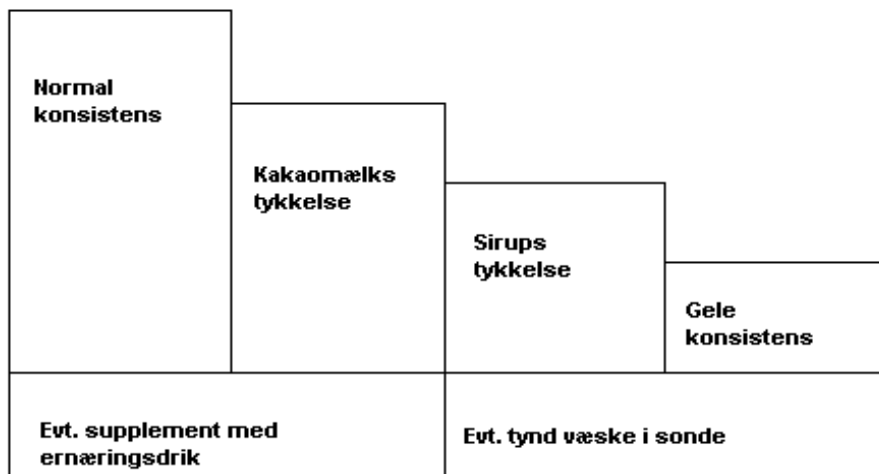 Normal
konsistens
Kakaomælks
tykkelse
Sirups
tykkelse
Gele
konsistens
Evt. supplement med
ernæringsdrik
Evt. tynd væske i sonde